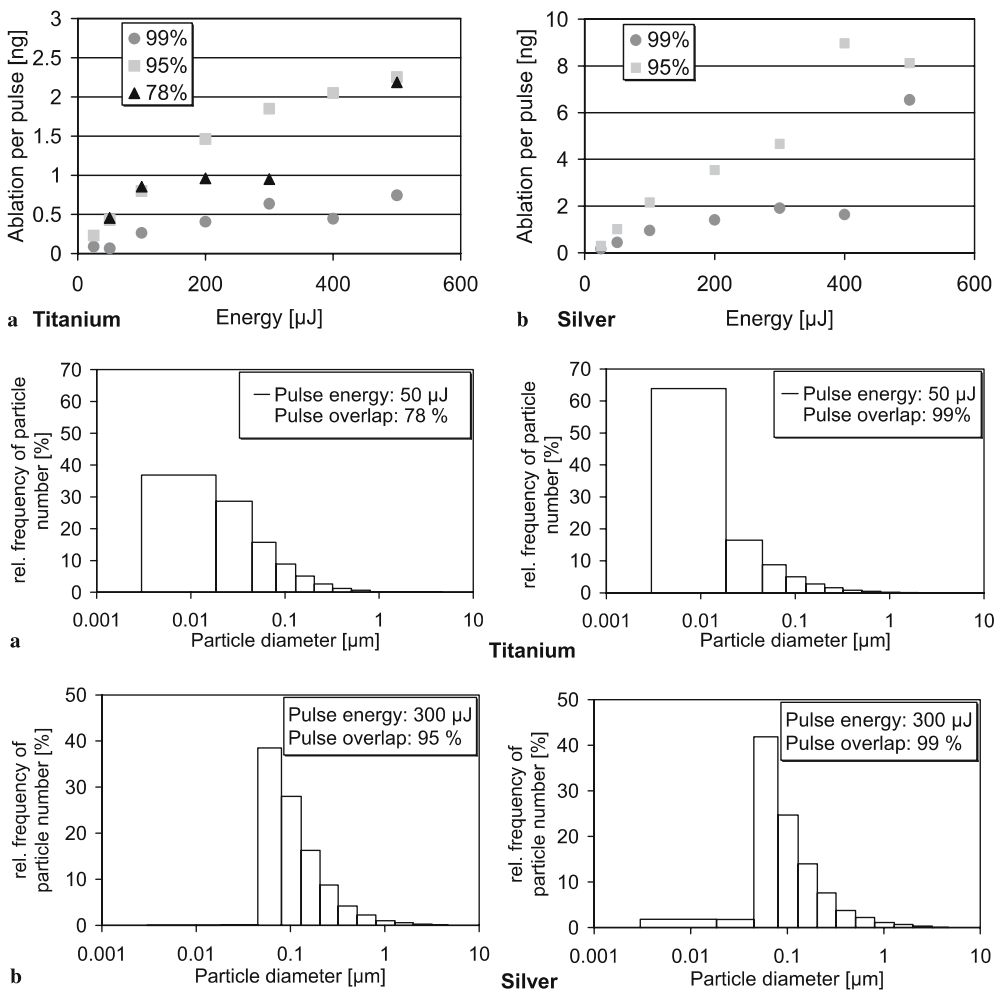 3
2.5
2
1.5
1
0.5
0
99%
95%
78%
Ablation per pulse [ng]
0 200 400 600
a Titanium Energy [µJ]
10
8
6
4
2
0
99%
95%
Ablation per pulse [ng]
0 200 400 600
b Silver Energy [µJ]
70
60
50
40
30
20
10
0
rel. frequency of particle
number [%]
Pulse energy: 50 µJ
Pulse overlap: 78 %
0.001 0.01 0.1 1 10
Particle diameter [µm]
70
60
50
40
30
20
10
0
rel. frequency of particle
number [%]
Pulse energy: 50 µJ
Pulse overlap: 99%
0.001 0.01 0.1 1 10
Particle diameter [µm]
a
Titanium
50
40
30
20
10
0
rel. frequency of
particle number [%]
Pulse energy: 300 µJ
Pulse overlap: 95 %
0.001 0.01 0.1 1 10
Particle diameter [µm]
50
40
30
20
10
0
rel. frequency of
particle number [%]
Pulse energy: 300 µJ
Pulse overlap: 99 %
0.001 0.01 0.1 1 10
Particle diameter [µm]
b
Silver